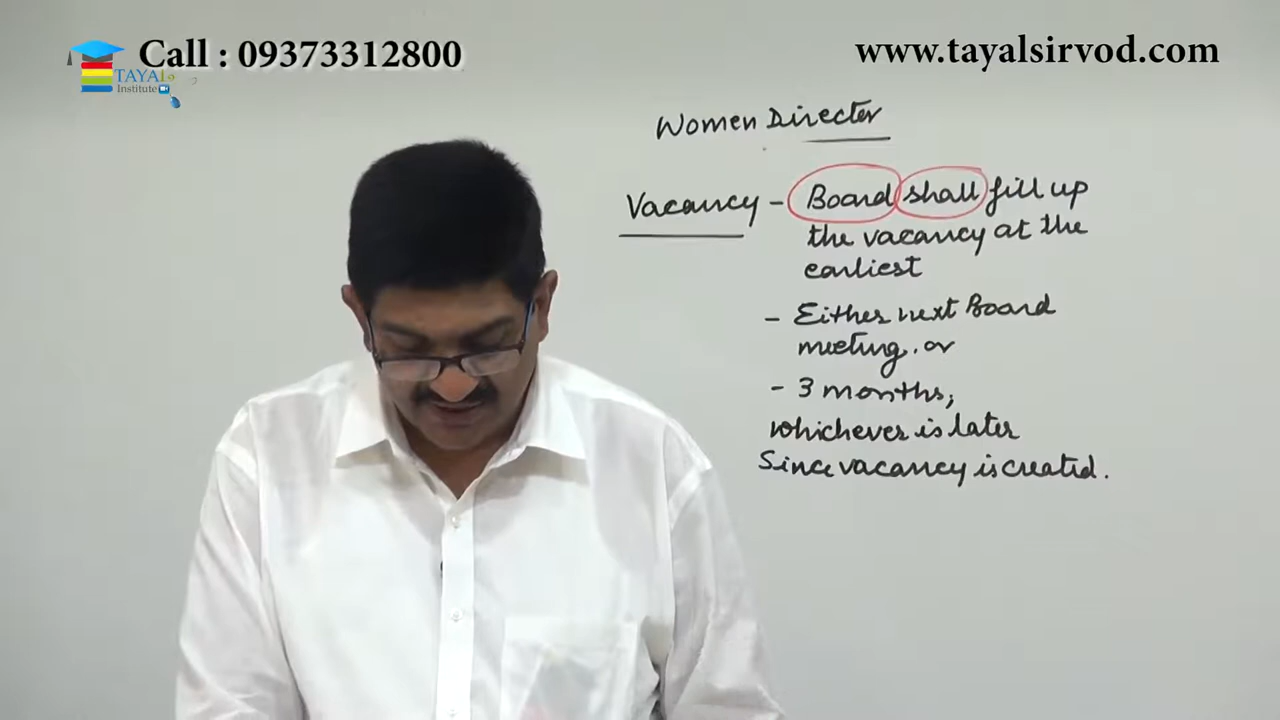 Call : 09373312800
www.tayalsirvod.com
TAYAL
Institute
Women Director
Vacancy - Board shall fill up
the vacancy at the
earliest
- Either next Board
meeting. or
- 3 months,
whichever is later
Since vacancy is created.